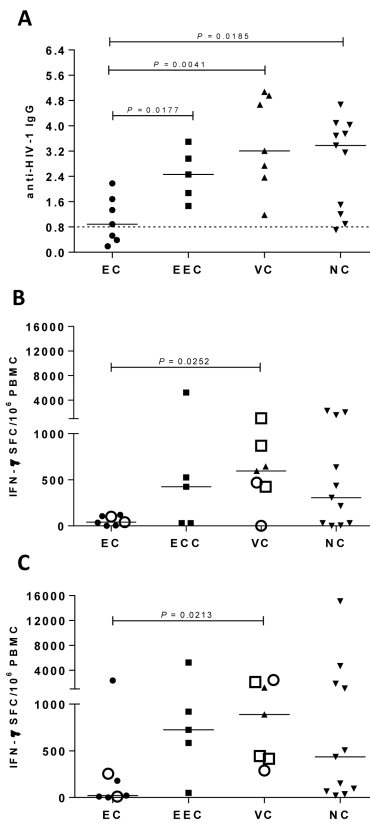 A
P = 0.0185
P = 0.0041
P = 0.0177
anti-HIV-1 IgG
6.4
5.6
4.8
4.0
3.2
2.4
1.6
0.8
0.0
EC
EEC
VC
NC
B
P = 0.0252
IFN-γ SFC/10⁶ PBMC
16000
12000
8000
4000
1000
500
0
EC
ECC
VC
NC
C
P = 0.0213
IFN-γ SFC/10⁶ PBMC
16000
12000
8000
4000
1000
500
0
EC
EEC
VC
NC